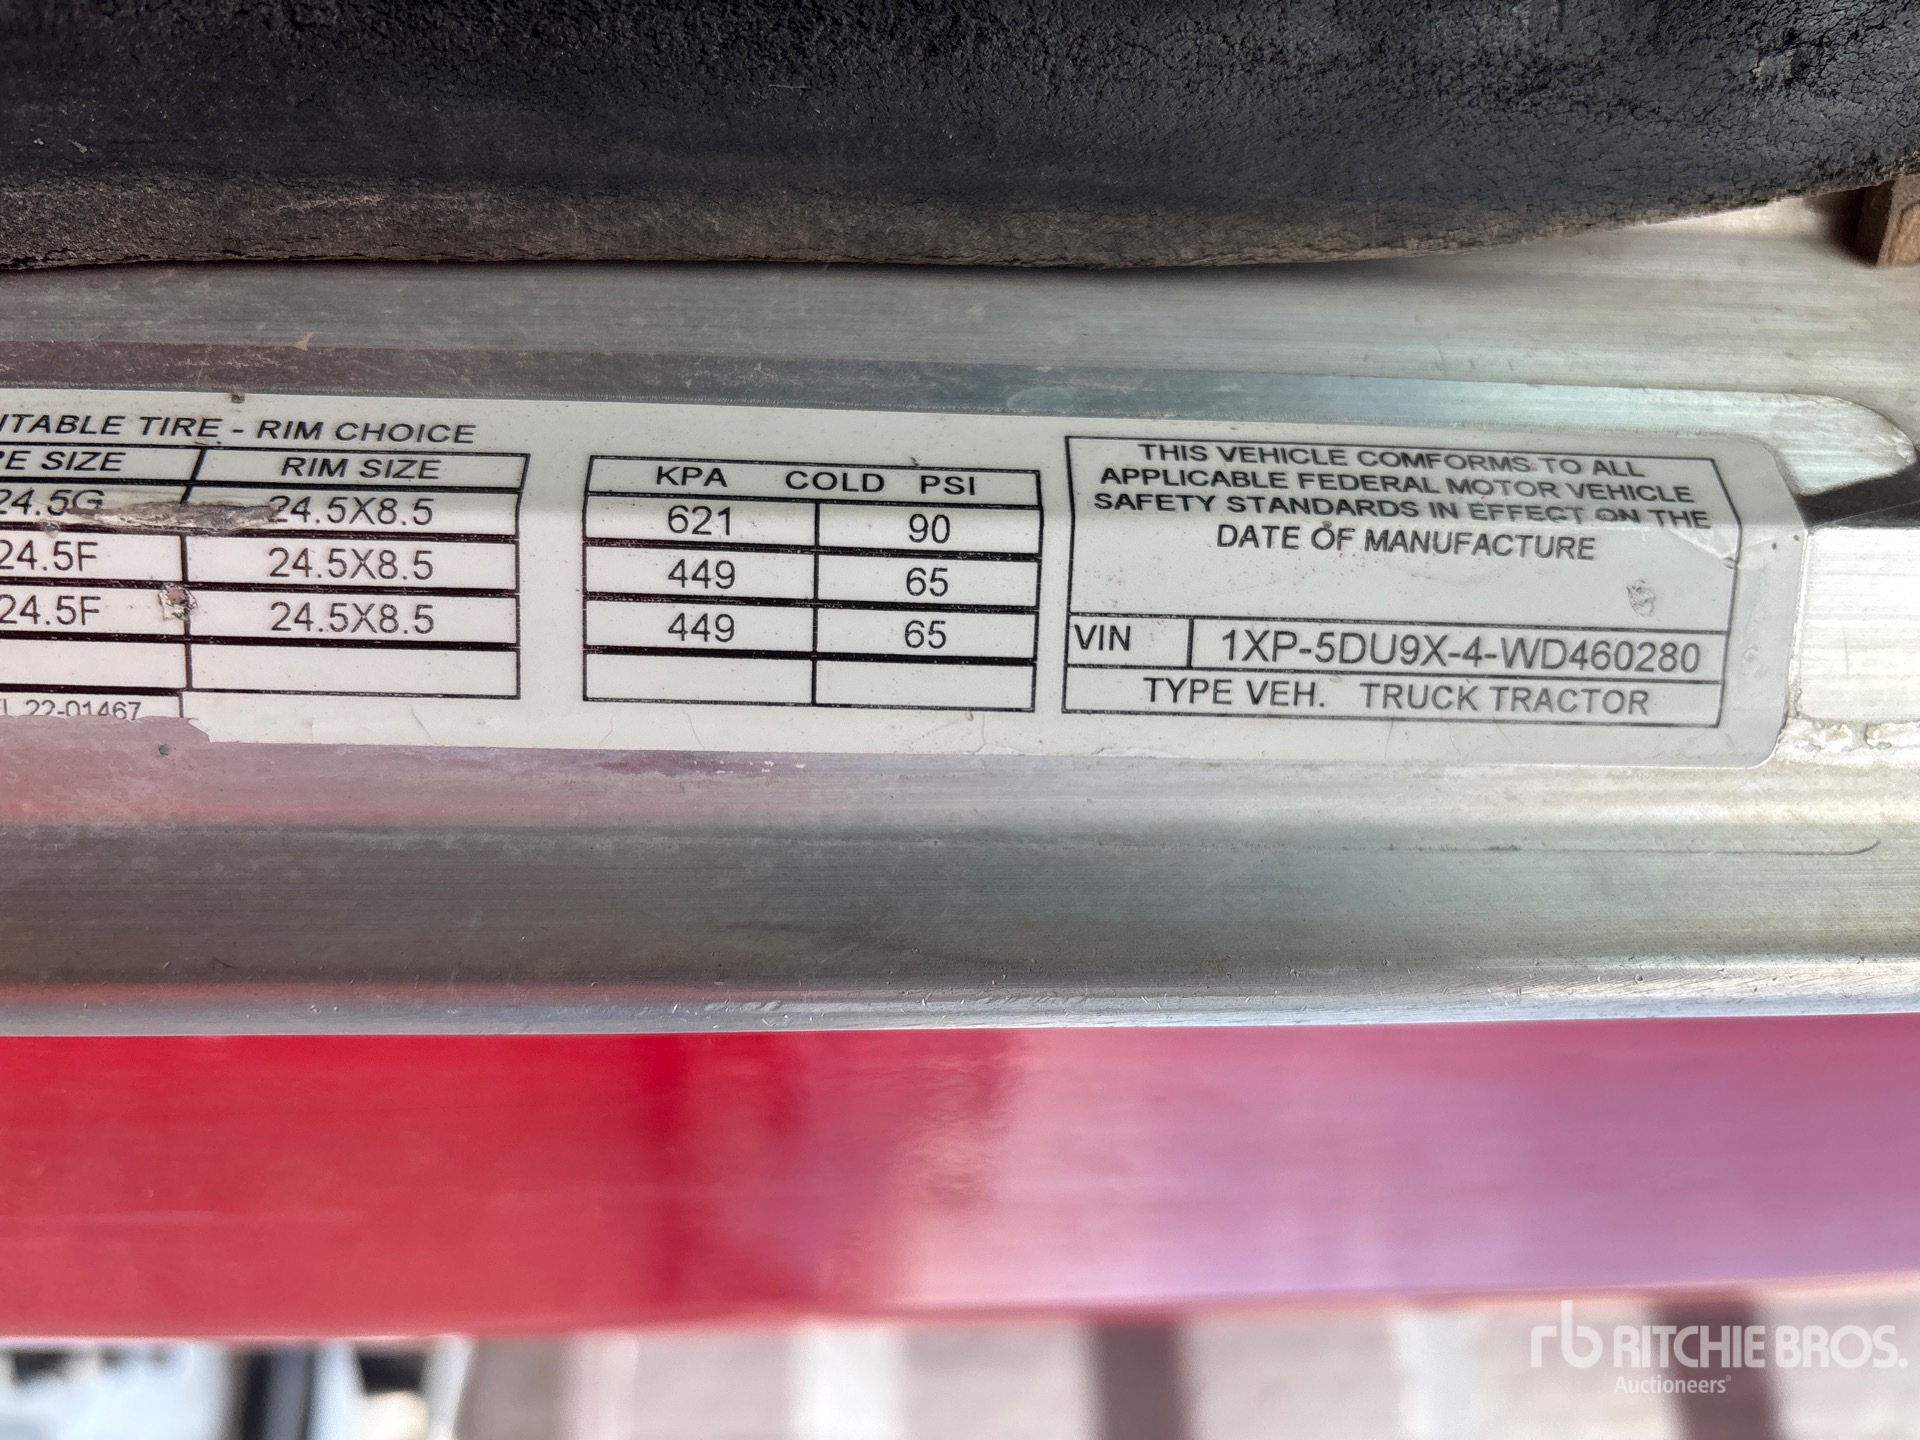 ITABLE TIRE - RIM CHOICE
E SIZE RIM SIZE
24.5G 24.5X8.5
24.5F 24.5X8.5
24.5F 24.5X8.5
22-01467
KPA COLD PSI
621 90
449 65
449 65
THIS VEHICLE COMFORMS TO ALL
APPLICABLE FEDERAL MOTOR VEHICLE
SAFETY STANDARDS IN EFFECT ON THE
DATE OF MANUFACTURE
VIN 1XP-5DU9X-4-WD460280
TYPE VEH. TRUCK TRACTOR
rb RITCHIE BROS.
Auctioneers